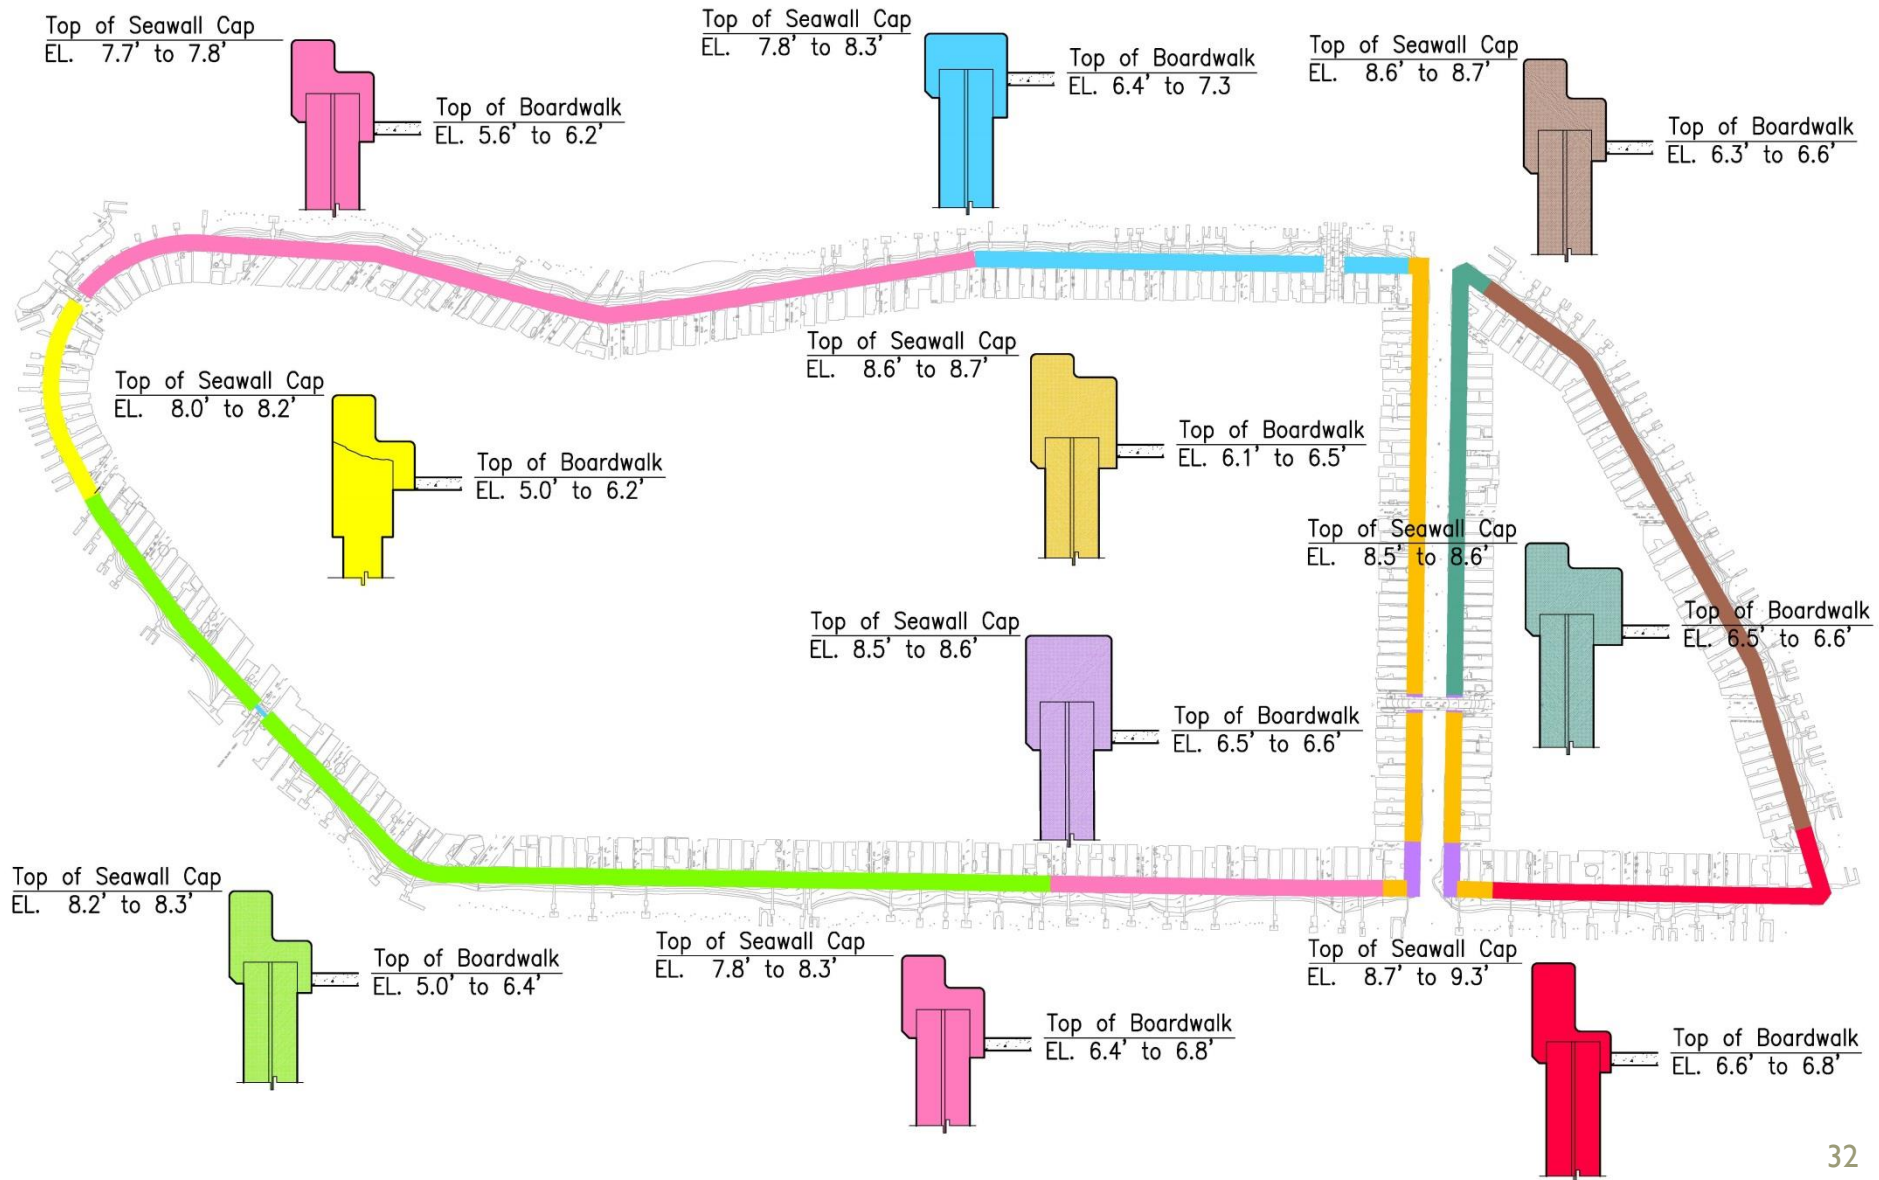 Top of Seawall Cap
EL. 7.7' to 7.8'
Top of Boardwalk
EL. 5.6' to 6.2'
Top of Seawall Cap
EL. 7.8' to 8.3'
Top of Boardwalk
EL. 6.4' to 7.3
Top of Seawall Cap
EL. 8.6' to 8.7'
Top of Boardwalk
EL. 6.3' to 6.6'
Top of Seawall Cap
EL. 8.0' to 8.2'
Top of Boardwalk
EL. 5.0' to 6.2'
Top of Seawall Cap
EL. 8.6' to 8.7'
Top of Boardwalk
EL. 6.1' to 6.5'
Top of Seawall Cap
EL. 8.5' to 8.6'
Top of Boardwalk
EL. 6.5' to 6.6'
Top of Seawall Cap
EL. 8.5' to 8.6'
Top of Boardwalk
EL. 6.5' to 6.6'
Top of Seawall Cap
EL. 8.2' to 8.3'
Top of Boardwalk
EL. 5.0' to 6.4'
Top of Seawall Cap
EL. 7.8' to 8.3'
Top of Boardwalk
EL. 6.4' to 6.8'
Top of Seawall Cap
EL. 8.7' to 9.3'
Top of Boardwalk
EL. 6.6' to 6.8'
32